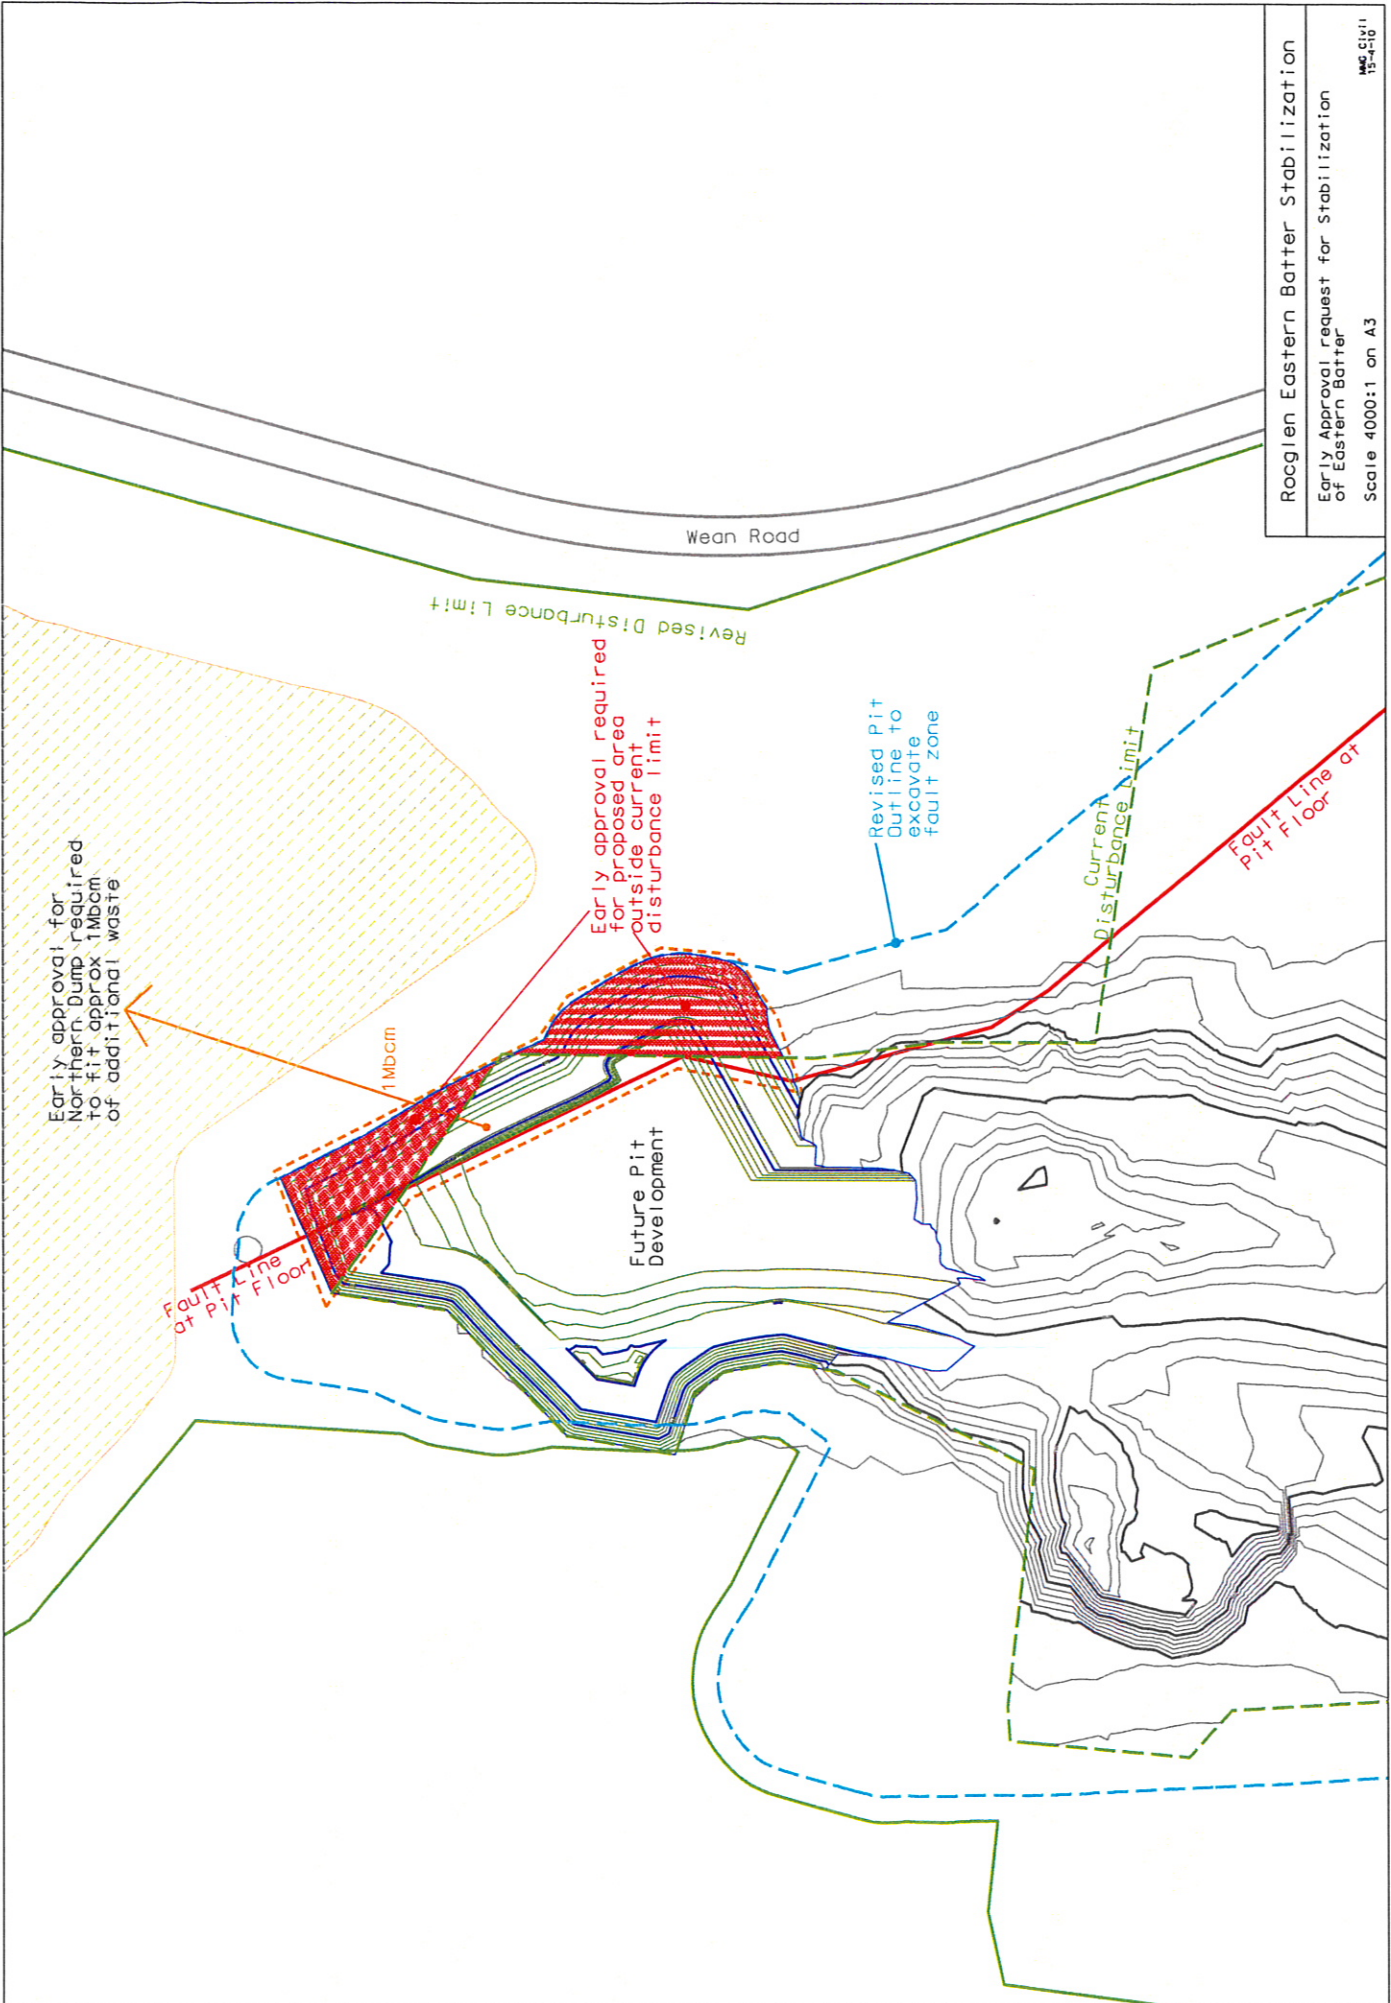 Rocglen Eastern Batter Stabilization
Early Approval request for Stabilization
of Eastern Batter
Scale 4000:1 on A3
MMG Civil
15-4-10
Wean Road
Revised Disturbance Limit
Early approval required
for proposed area
outside current
disturbance limit
Revised Pit
Outline to
excavate
fault zone
Current
Disturbance Limit
Fault Line at
Pit Floor
Early approval for
Northern Dump required
to fit approx 1Mbcm
of additional waste
1Mbcm
Future Pit
Development
Fault Line
at Pit Floor